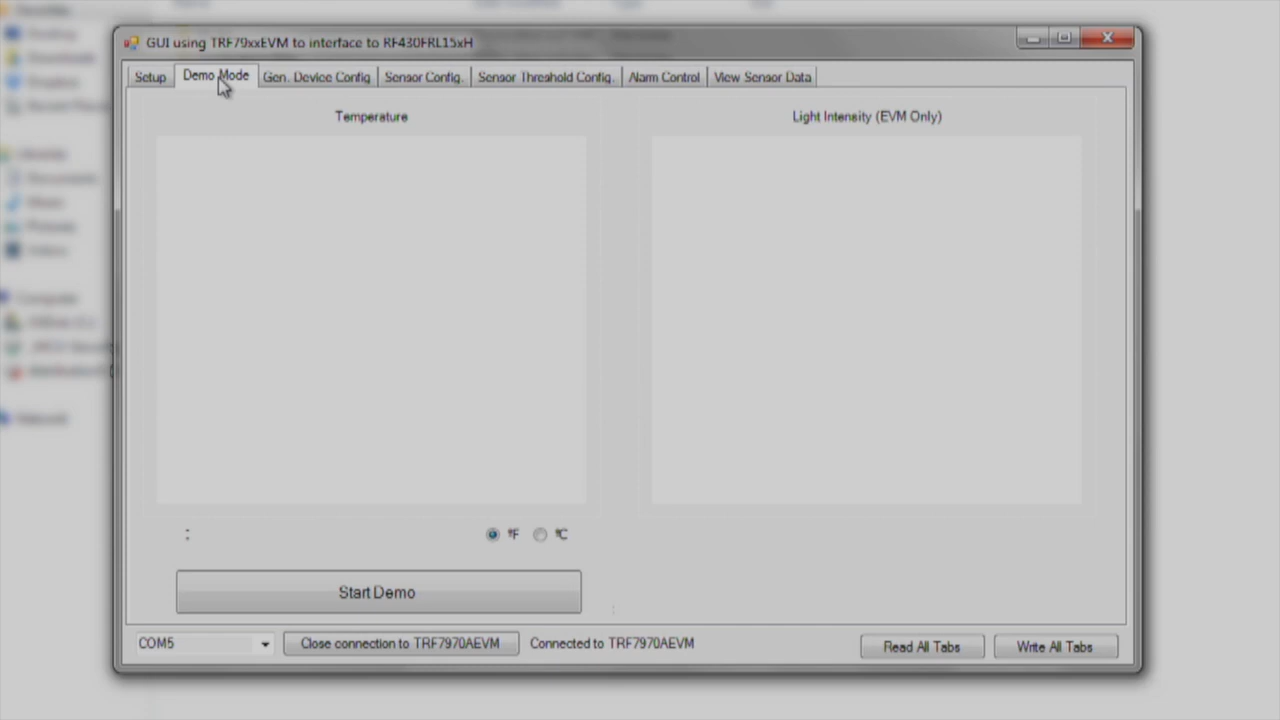 GUI using TRF79xxEVM to interface to RF430FRL15xH
Setup Demo Mode Gen. Device Config Sensor Config. Sensor Threshold Config. Alarm Control View Sensor Data
Temperature Light Intensity (EVM Only)
: ºF ºC
Start Demo
COM5 Close connection to TRF7970AEVM Connected to TRF7970AEVM Read All Tabs Write All Tabs